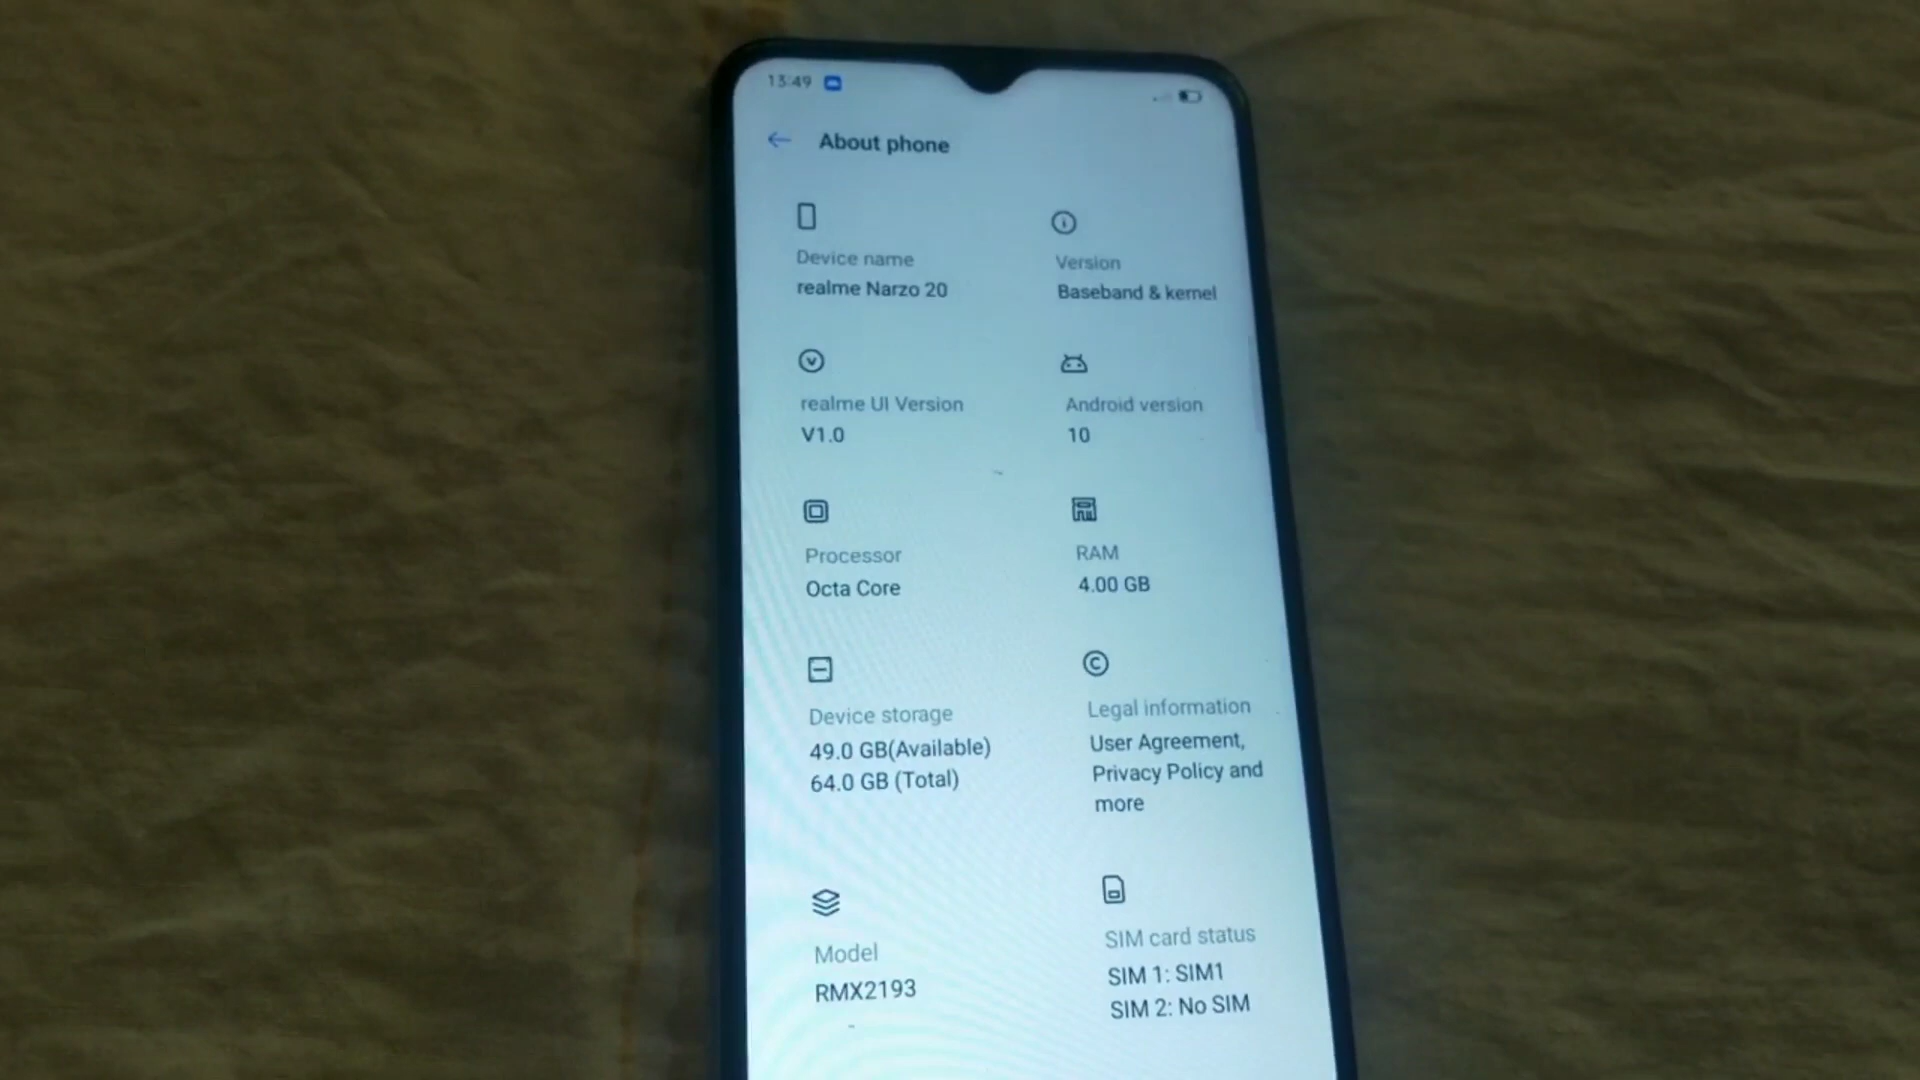 13:49
About phone
Device name
realme Narzo 20
Version
Baseband & kernel
realme UI Version
V1.0
Android version
10
Processor
Octa Core
RAM
4.00 GB
Device storage
49.0 GB(Available)
64.0 GB (Total)
Legal information
User Agreement,
Privacy Policy and
more
Model
RMX2193
SIM card status
SIM 1: SIM1
SIM 2: No SIM